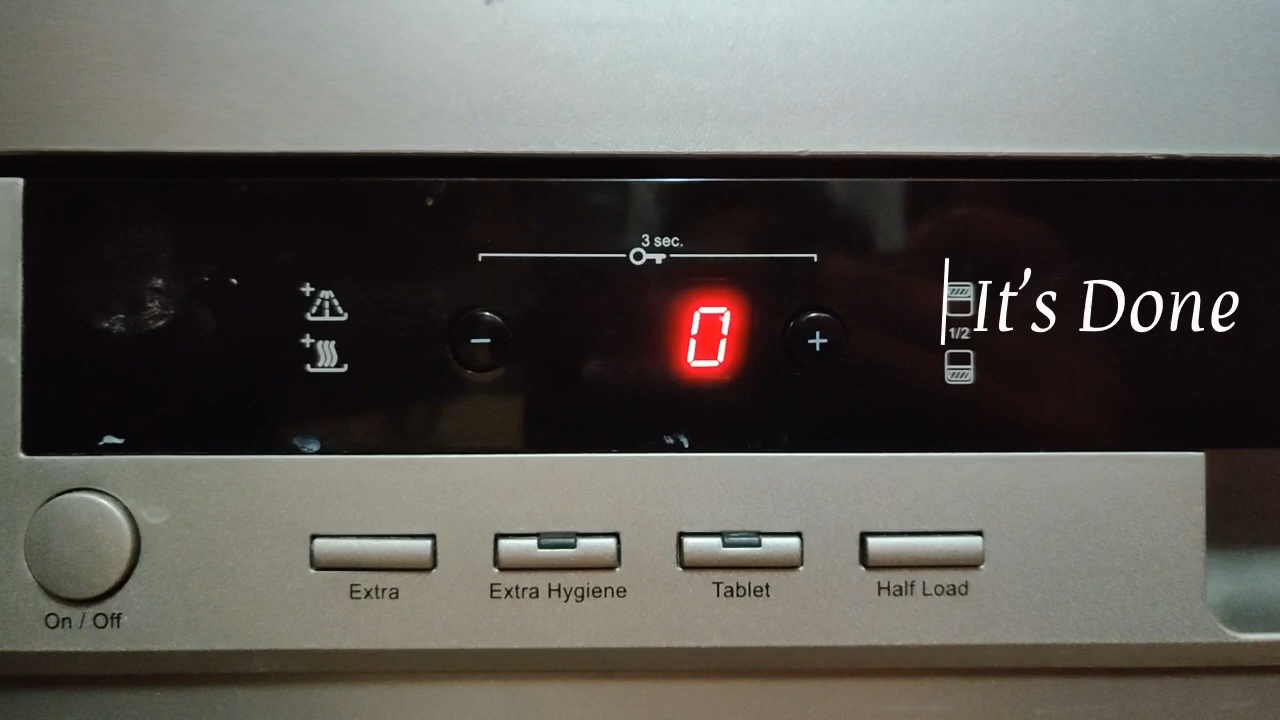 3 sec.
- 0 +
It’s Done
1/2
Extra
Extra Hygiene
Tablet
Half Load
On / Off